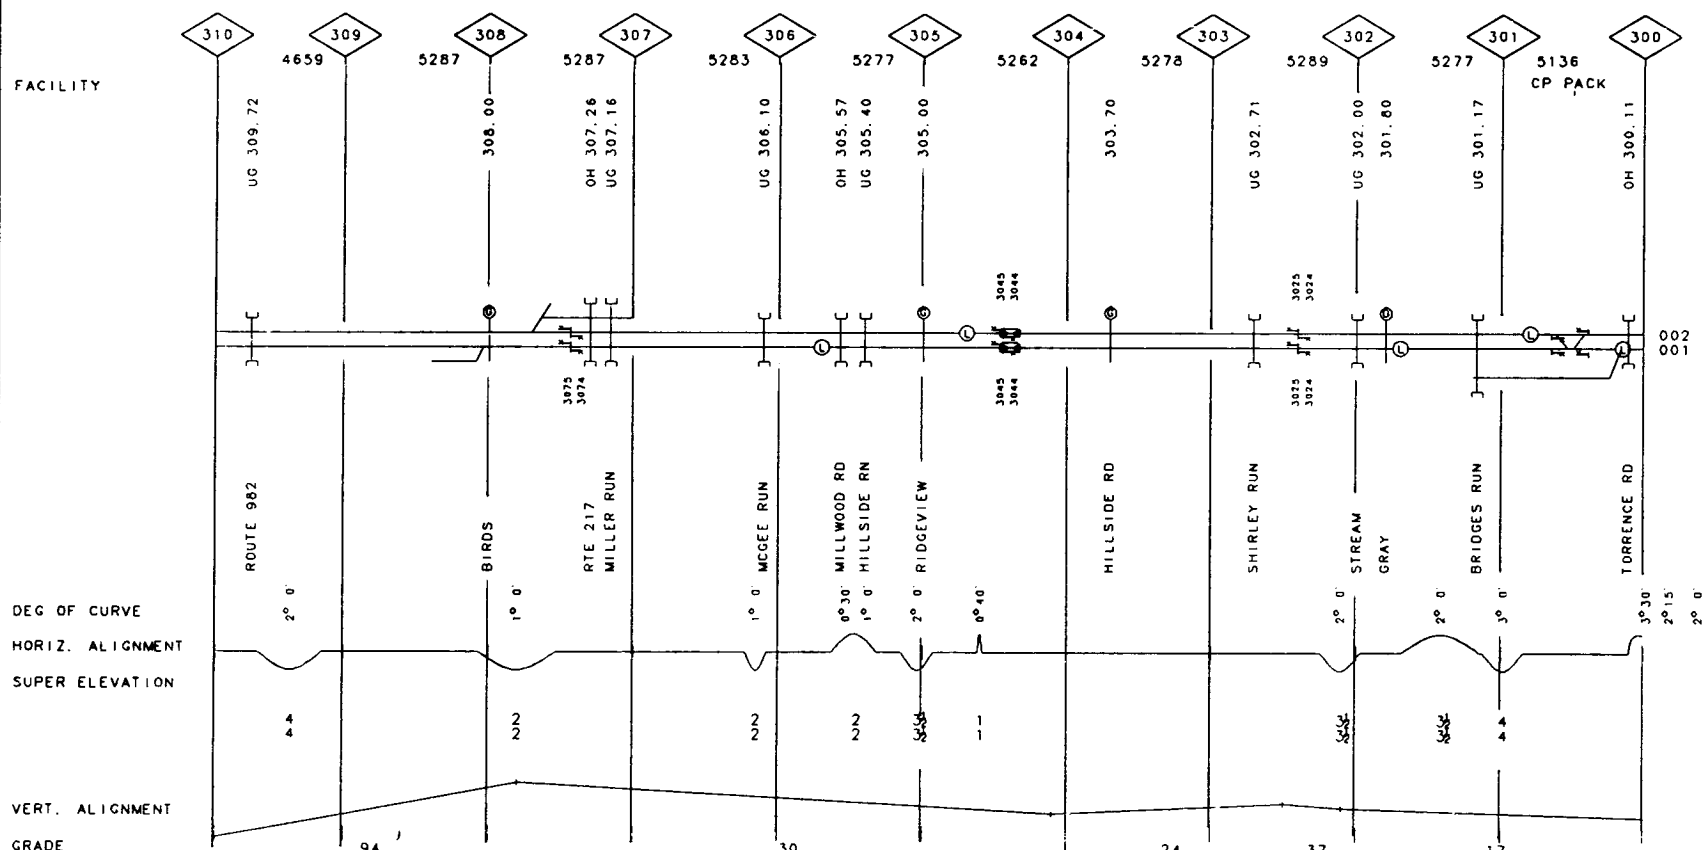 310 309 308 307 306 305 304 303 302 301 300
4659 5287 5287 5283 5277 5262 5278 5289 5277 5136
CP PACK
FACILITY
UG 309.72
308.00
OH 307.26
UG 307.16
UG 306.10
OH 305.57
UG 305.40
305.00
303.70
UG 302.71
UG 302.00
301.80
UG 301.17
OH 300.11
3045
3044
3025
3024
G G G G
L L L L L
002
001
3075
3074
3045
3044
3025
3024
ROUTE 982
BIRDS
RTE 217
MILLER RUN
MCGEE RUN
MILLWOOD RD
HILLSIDE RN
RIDGEVIEW
HILLSIDE RD
SHIRLEY RUN
STREAM
GRAY
BRIDGES RUN
TORRENCE RD
DEG OF CURVE
2° 0' 1° 0' 1° 0' 0° 30' 1° 0' 2° 0' 0° 40' 2° 0' 2° 0' 3° 0' 3° 30' 2° 15' 2° 0'
HORIZ. ALIGNMENT
SUPER ELEVATION
4 2 2 2 3½ 1 3½ 3½ 4
4 2 2 2 3½ 1 3½ 3½ 4
VERT. ALIGNMENT
GRADE
.94 .30 .24 .37 .17